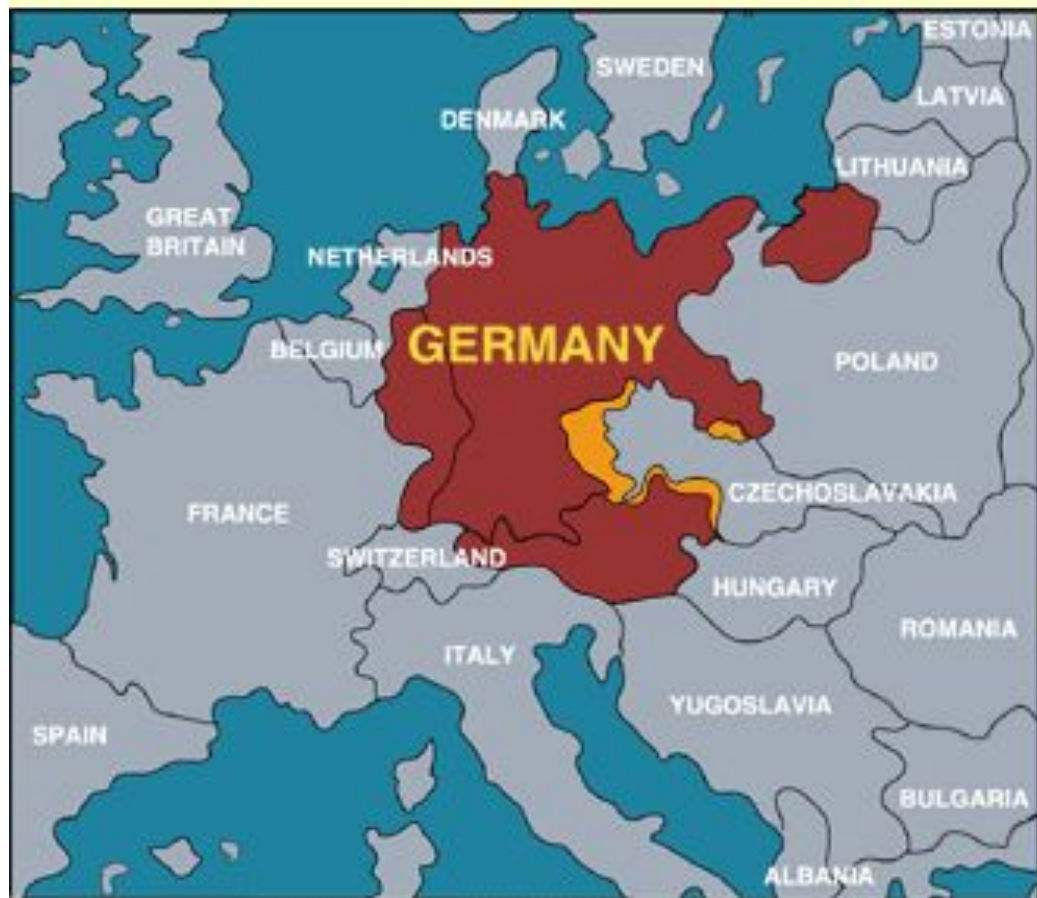 ESTONIA
SWEDEN
LATVIA
DENMARK
LITHUANIA
GREAT
BRITAIN
NETHERLANDS
GERMANY
BELGIUM
POLAND
CZECHOSLAVAKIA
FRANCE
SWITZERLAND
HUNGARY
ROMANIA
ITALY
YUGOSLAVIA
SPAIN
BULGARIA
ALBANIA